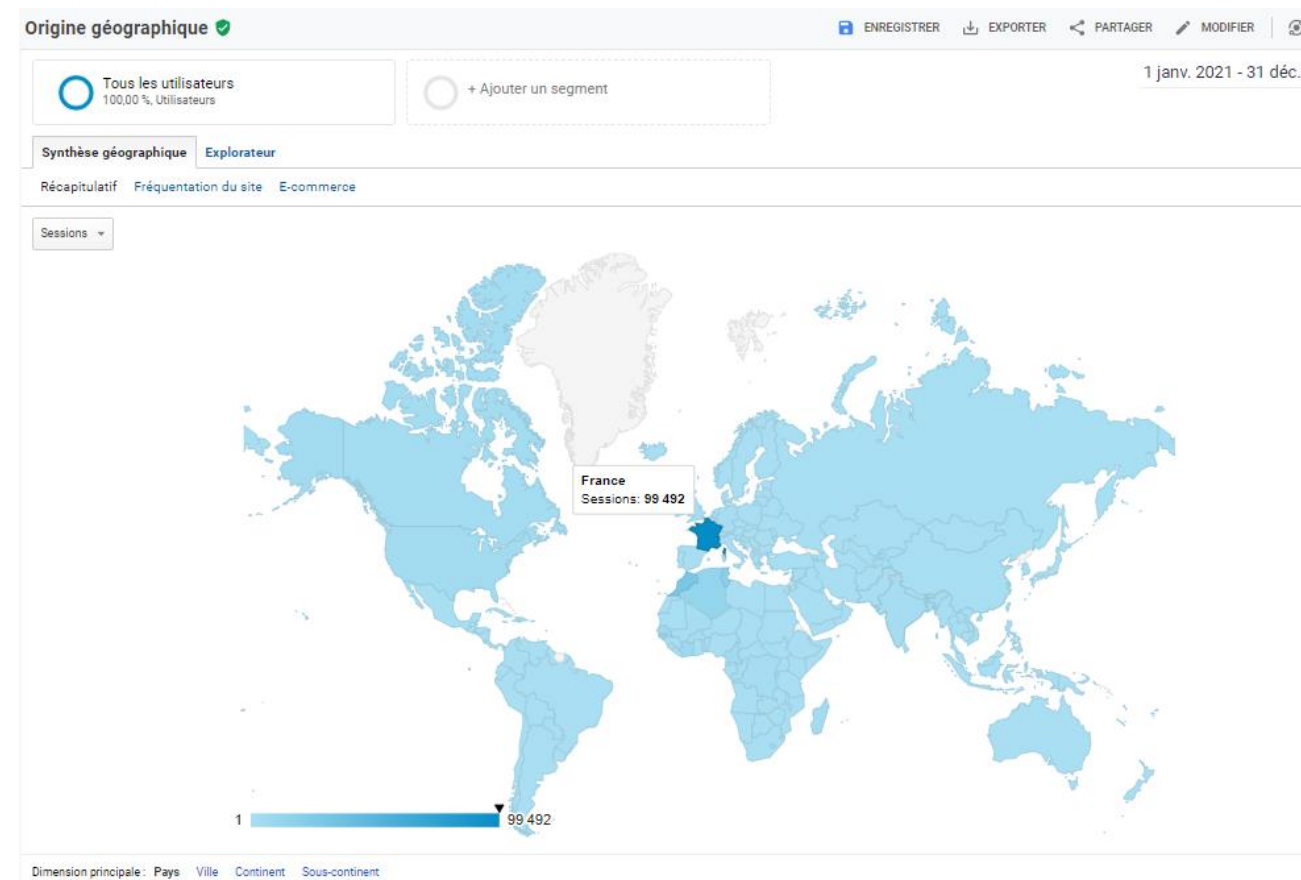 Origine géographique
ENREGISTRER EXPORTER PARTAGER MODIFIER
Tous les utilisateurs
100,00 %, Utilisateurs
+ Ajouter un segment
1 janv. 2021 - 31 déc.
Synthèse géographique Explorateur
Récapitulatif Fréquentation du site E-commerce
Sessions
France
Sessions: 99 492
1 99 492
Dimension principale : Pays Ville Continent Sous-continent